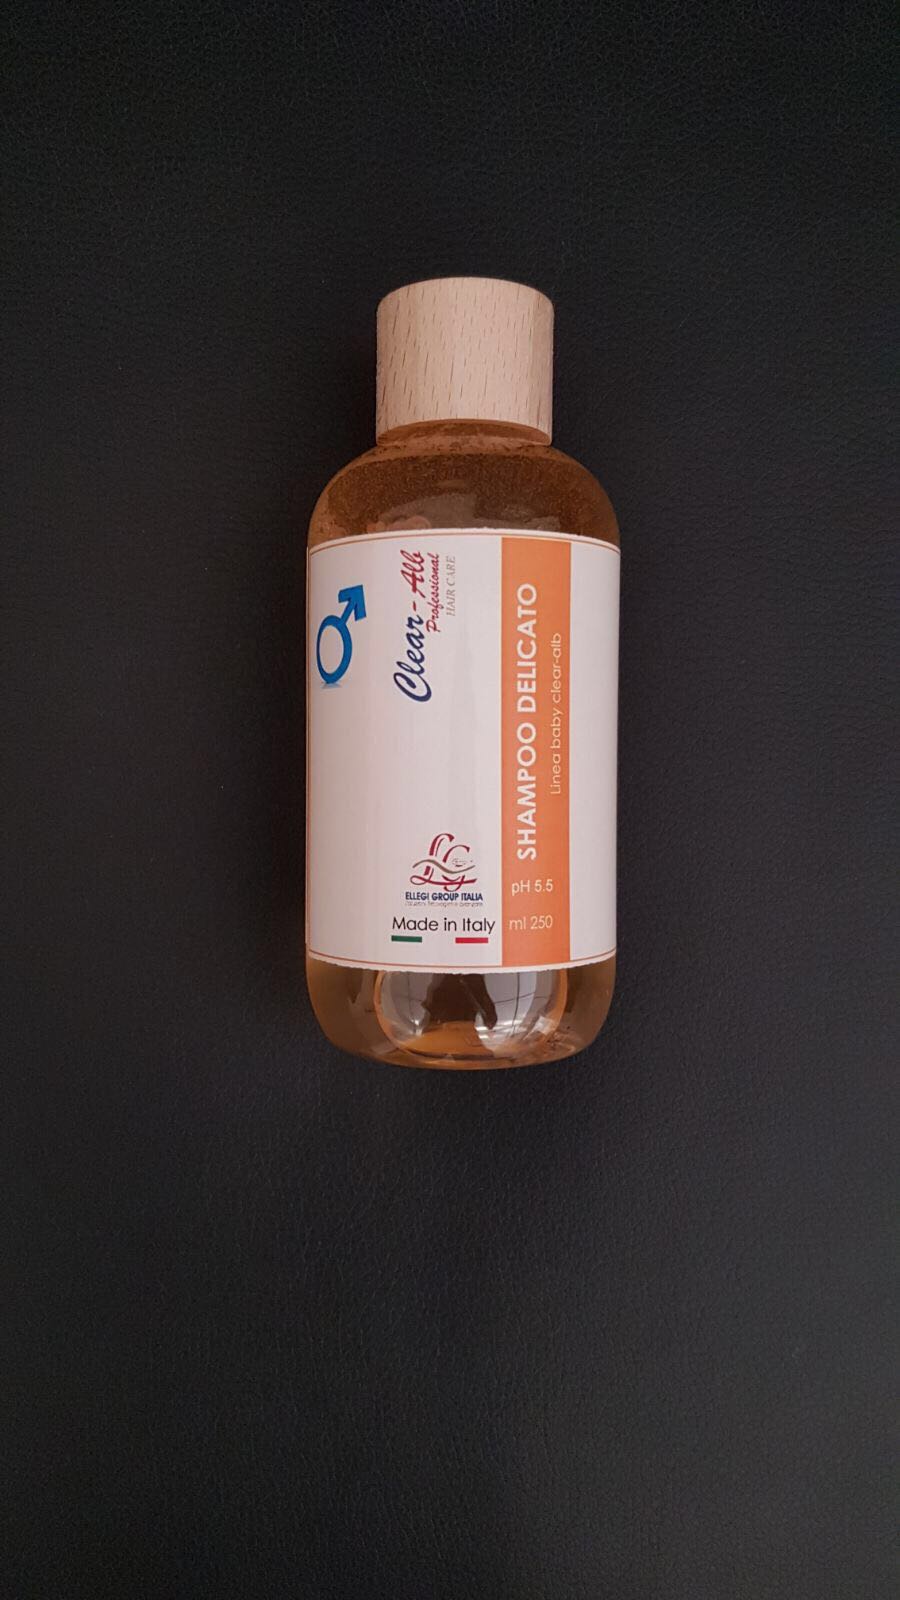 Clear-Alb
Professional
HAIR CARE
SHAMPOO DELICATO
Linea baby clear-alb
ELLEGI GROUP ITALIA
Made in Italy
pH 5.5
ml 250